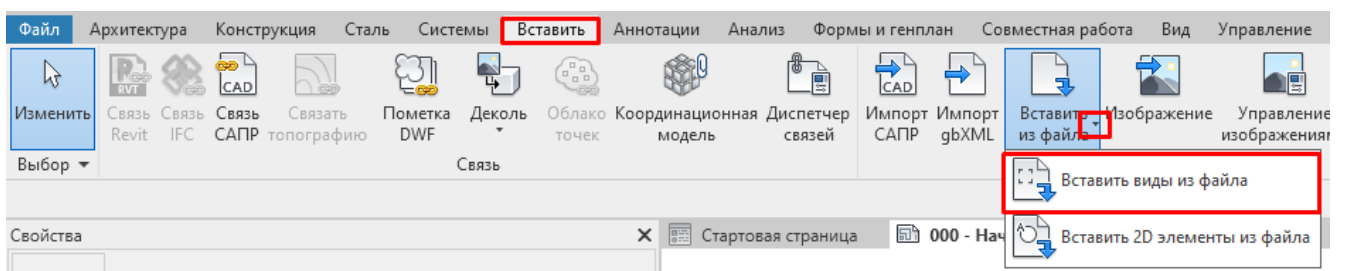 Файл Архитектура Конструкция Сталь Системы Вставить Аннотации Анализ Формы и генплан Совместная работа Вид Управление
RVT CAD CAD
Изменить Связь Связь Связь Связать Пометка Деколь Облако Координационная Диспетчер Импорт Импорт Вставить Изображение Управление
Revit IFC САПР топографию DWF точек модель связей САПР gbXML из файла изображениям
Выбор Связь
Вставить виды из файла
Свойства Стартовая страница 000 - Нач
Вставить 2D элементы из файла